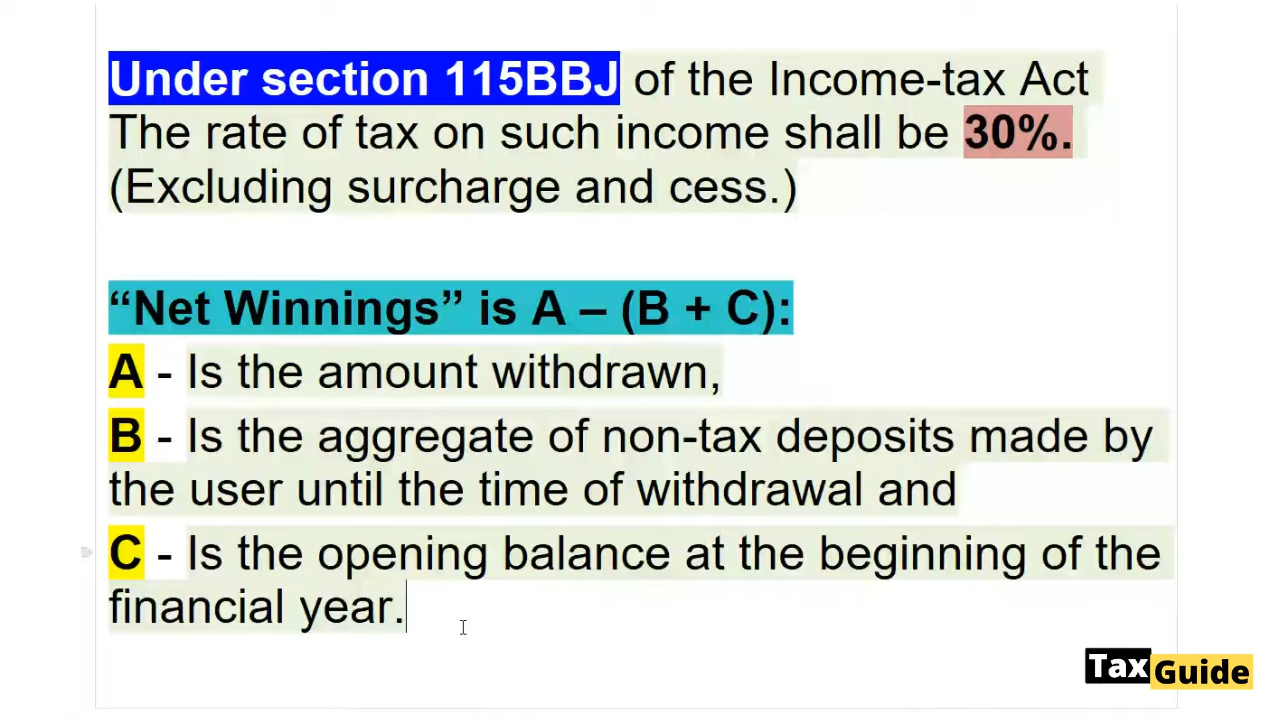 Under section 115BBJ of the Income-tax Act
The rate of tax on such income shall be 30%.
(Excluding surcharge and cess.)
“Net Winnings” is A – (B + C):
A - Is the amount withdrawn,
B - Is the aggregate of non-tax deposits made by
the user until the time of withdrawal and
C - Is the opening balance at the beginning of the
financial year.
Tax Guide